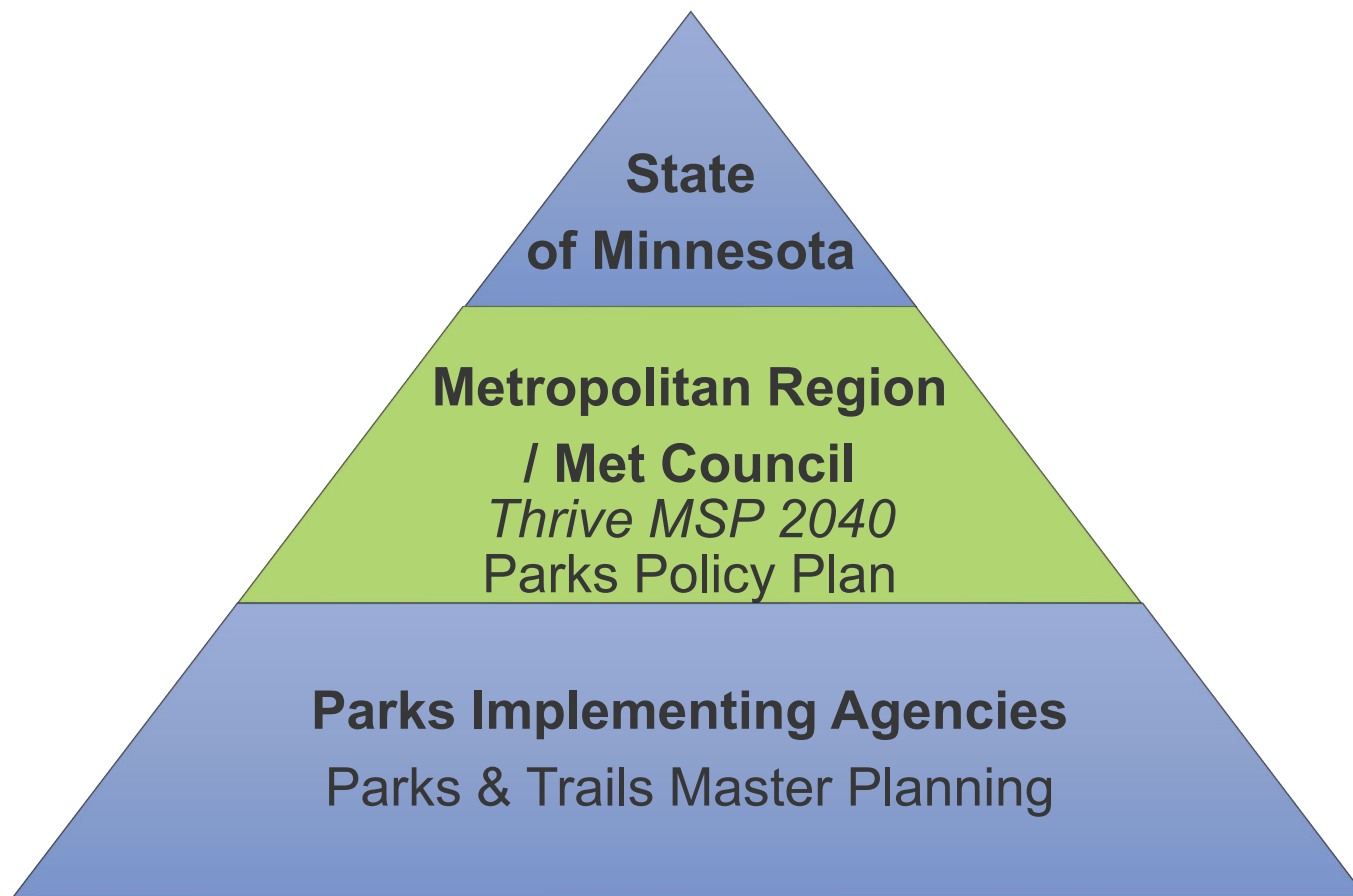 State
of Minnesota
Metropolitan Region
/ Met Council
Thrive MSP 2040
Parks Policy Plan
Parks Implementing Agencies
Parks & Trails Master Planning